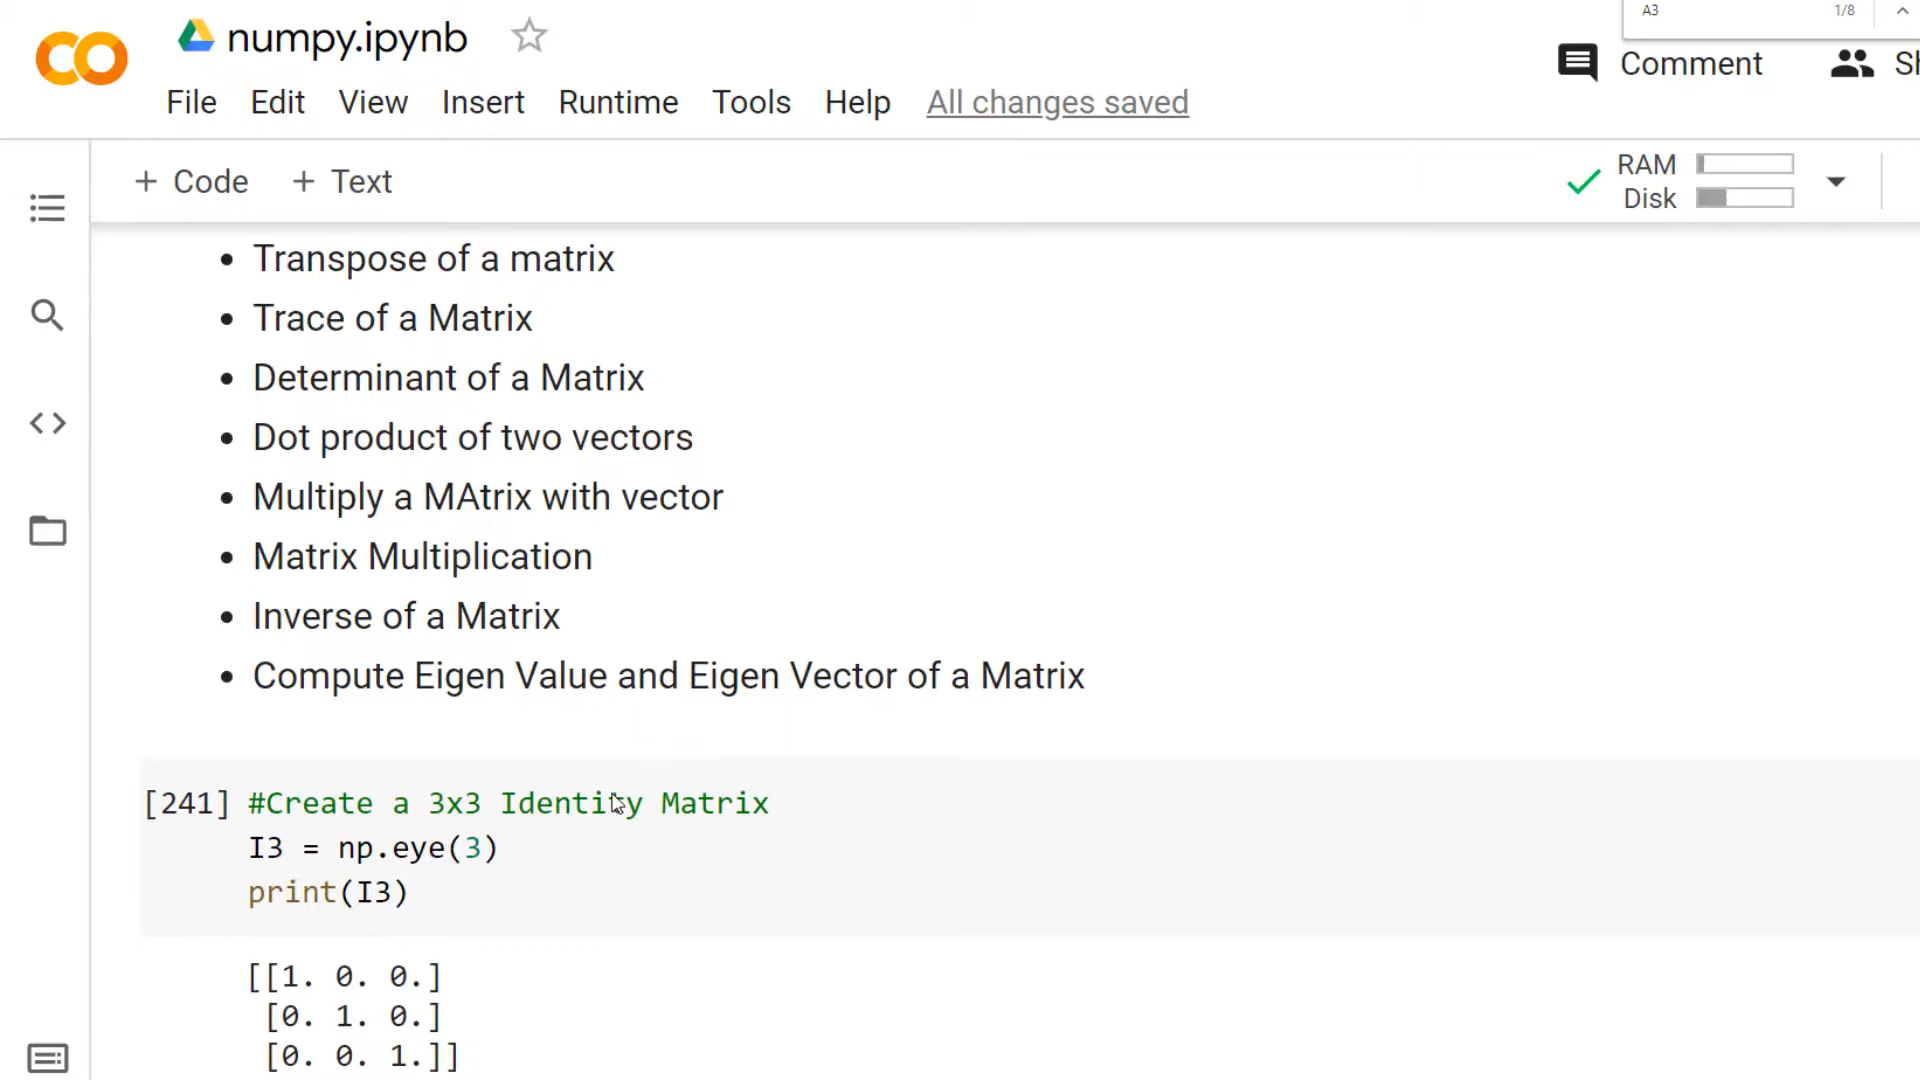 A3 1/8
numpy.ipynb
Comment
File Edit View Insert Runtime Tools Help All changes saved
+ Code + Text
RAM
Disk
• Transpose of a matrix
• Trace of a Matrix
• Determinant of a Matrix
• Dot product of two vectors
• Multiply a MAtrix with vector
• Matrix Multiplication
• Inverse of a Matrix
• Compute Eigen Value and Eigen Vector of a Matrix
[241] #Create a 3x3 Identity Matrix
I3 = np.eye(3)
print(I3)
[[1. 0. 0.]
[0. 1. 0.]
[0. 0. 1.]]